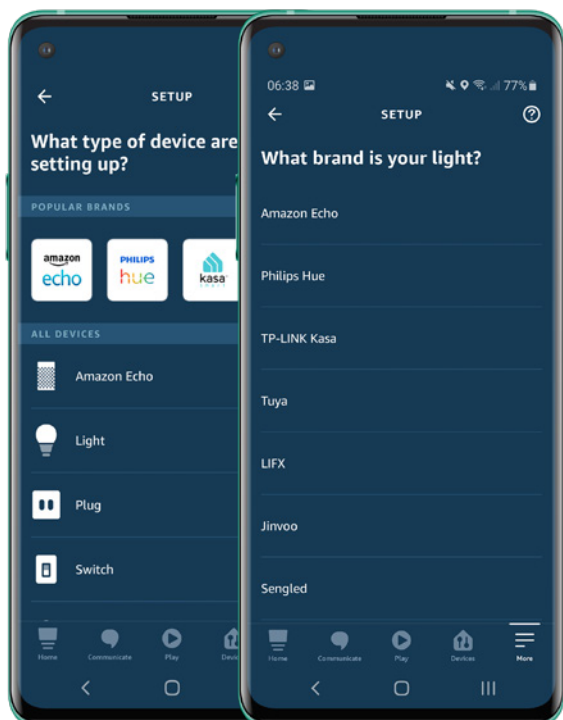 SETUP
What type of device are
setting up?
POPULAR BRANDS
amazon
echo
PHILIPS
hue
kasa
ALL DEVICES
Amazon Echo
Light
Plug
Switch
Home
Communicate
Play
Devic
06:38
77%
SETUP
What brand is your light?
Amazon Echo
Philips Hue
TP-LINK Kasa
Tuya
LIFX
Jinvoo
Sengled
Home
Communicate
Play
Devices
More